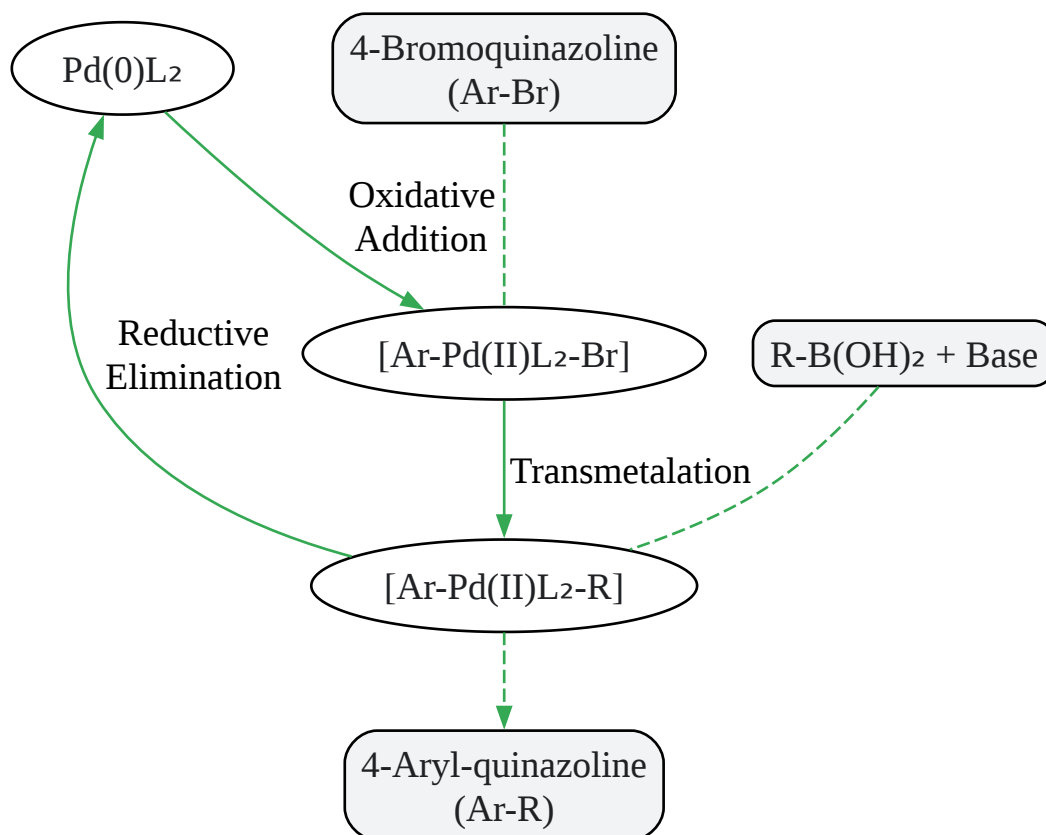 Pd(0)L₂
4-Bromoquinazoline
(Ar-Br)
Oxidative
Addition
Reductive
Elimination
[Ar-Pd(II)L₂-Br]
R-B(OH)₂ + Base
Transmetalation
[Ar-Pd(II)L₂-R]
4-Aryl-quinazoline
(Ar-R)